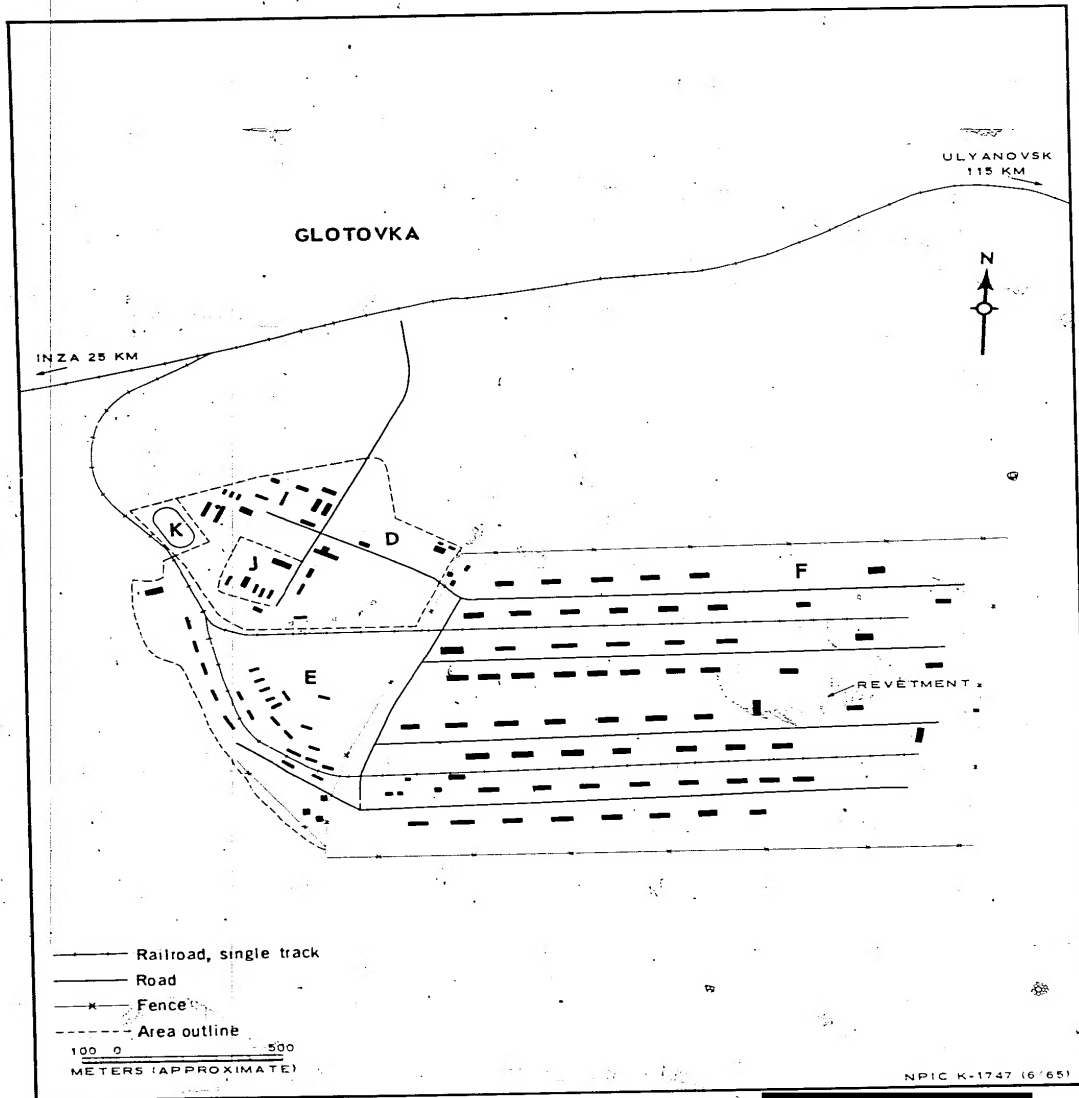 ULYANOVSK
115 KM
GLOTOVKA
N
INZA 25 KM
K
I
D
J
F
E
REVETMENT
Railroad, single track
Road
Fence
Area outline
100 0 500
METERS (APPROXIMATE)
NPIC K-1747 (6/65)